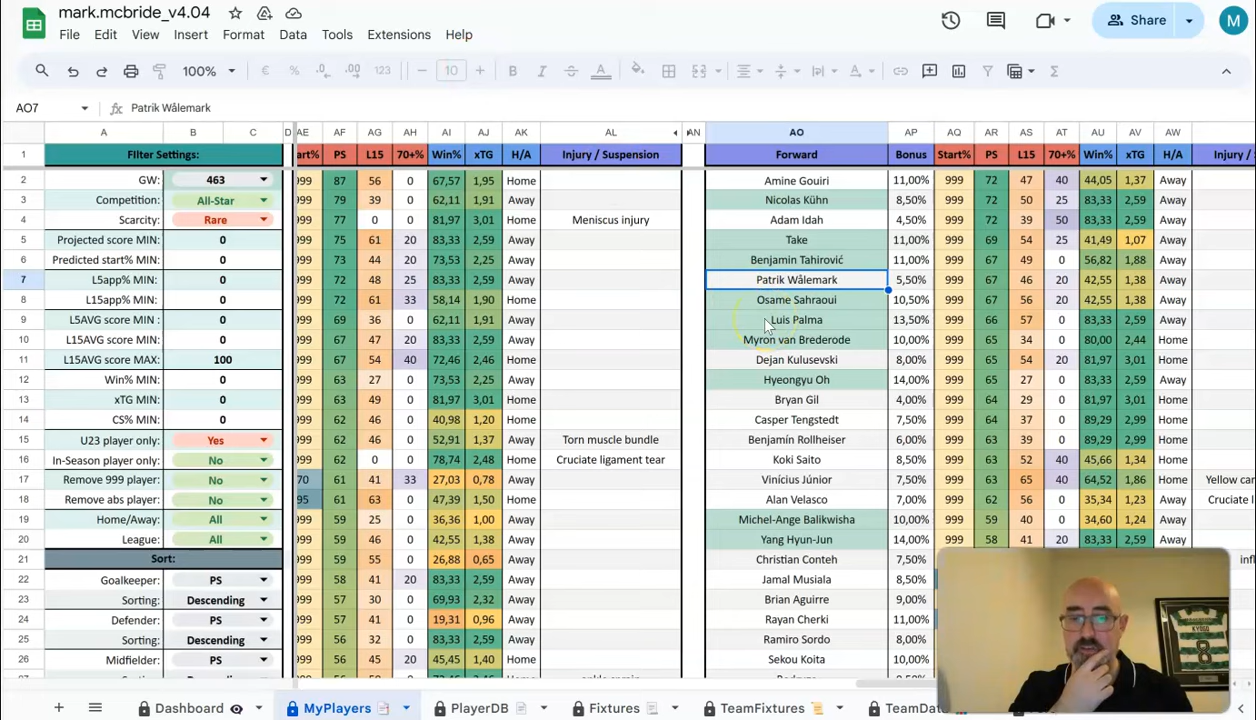 mark.mcbride_v4.04
File Edit View Insert Format Data Tools Extensions Help
Share
M
100%
€ % .0 .00 123
10
AO7
Patrik Wålemark
A B C D AE AF AG AH AI AJ AK AL AN AO AP AQ AR AS AT AU AV AW
1 Filter Settings: art% PS L15 70+% Win% xTG H/A Injury / Suspension Forward Bonus Start% PS L15 70+% Win% xTG H/A Injury /
2 GW: 463 999 87 56 0 67,57 1,95 Home Amine Gouiri 11,00% 999 72 47 40 44,05 1,37 Away
3 Competition: All-Star 999 79 39 0 62,11 1,91 Away Nicolas Kühn 8,50% 999 72 50 25 83,33 2,59 Away
4 Scarcity: Rare 999 77 0 0 81,97 3,01 Home Meniscus injury Adam Idah 4,50% 999 72 39 50 83,33 2,59 Away
5 Projected score MIN: 0 999 75 61 20 83,33 2,59 Away Take 11,00% 999 69 54 25 41,49 1,07 Away
6 Predicted start% MIN: 0 999 73 44 20 73,53 2,25 Away Benjamin Tahirović 11,00% 999 67 49 0 56,82 1,88 Away
7 L5app% MIN: 0 999 72 48 25 83,33 2,59 Away Patrik Wålemark 5,50% 999 67 46 20 42,55 1,38 Away
8 L15app% MIN: 0 999 72 61 33 58,14 1,90 Home Osame Sahraoui 10,50% 999 67 56 20 42,55 1,38 Away
9 L5AVG score MIN : 0 999 69 36 0 62,11 1,91 Away Luis Palma 13,50% 999 66 57 0 83,33 2,59 Away
10 L15AVG score MIN: 0 999 67 47 20 83,33 2,59 Away Myron van Brederode 10,00% 999 65 34 0 80,00 2,44 Home
11 L15AVG score MAX: 100 999 67 54 40 72,46 2,46 Home Dejan Kulusevski 8,00% 999 65 54 20 81,97 3,01 Home
12 Win% MIN: 0 999 63 27 0 73,53 2,25 Away Hyeongyu Oh 14,00% 999 65 27 0 83,33 2,59 Away
13 xTG MIN: 0 999 63 49 0 81,97 3,01 Home Bryan Gil 4,00% 999 64 29 0 81,97 3,01 Home
14 CS% MIN: 0 999 62 46 0 40,98 1,20 Away Casper Tengstedt 7,50% 999 63 37 0 89,29 2,99 Home
15 U23 player only: Yes 999 62 46 0 52,91 1,37 Away Torn muscle bundle Benjamín Rollheiser 6,00% 999 63 39 0 89,29 2,99 Home
16 In-Season player only: No 999 62 0 0 78,74 2,48 Home Cruciate ligament tear Koki Saito 8,50% 999 63 52 40 45,66 1,34 Home
17 Remove 999 player: No 70 61 41 33 27,03 0,78 Away Vinícius Júnior 7,50% 999 63 65 40 64,52 1,86 Home Yellow car
18 Remove abs player: No 95 61 63 0 47,39 1,50 Home Alan Velasco 7,00% 999 62 56 0 35,34 1,23 Away Cruciate l
19 Home/Away: All 999 59 25 0 36,36 1,00 Away Michel-Ange Balikwisha 10,00% 999 59 40 0 34,60 1,24 Away
20 League: All 999 59 45 20 42,55 1,38 Away Yang Hyun-Jun 10,00% 999 58 41 20 83,33 2,59 Away
21 Sort: 999 59 55 0 26,88 0,65 Away Christian Conteh 7,50% infl
22 Goalkeeper: PS 999 58 41 20 83,33 2,59 Away Jamal Musiala 8,50%
23 Sorting: Descending 999 57 30 0 69,93 2,32 Away Brian Aguirre 9,00%
24 Defender: PS 999 57 41 0 19,31 0,96 Away Rayan Cherki 11,00%
25 Sorting: Descending 999 56 32 0 83,33 2,59 Away Ramiro Sordo 8,00%
26 Midfielder: PS 999 56 45 20 45,45 1,40 Home Sekou Koita 10,00%
KYOGO
8
Dashboard MyPlayers PlayerDB Fixtures TeamFixtures TeamDat